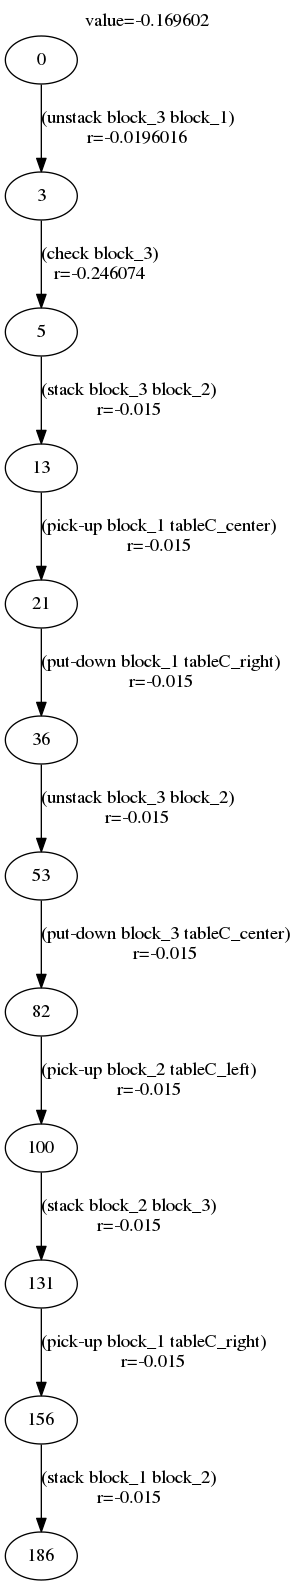 value=-0.169602
0
(unstack block_3 block_1)
r=-0.0196016
3
(check block_3)
r=-0.246074
5
(stack block_3 block_2)
r=-0.015
13
(pick-up block_1 tableC_center)
r=-0.015
21
(put-down block_1 tableC_right)
r=-0.015
36
(unstack block_3 block_2)
r=-0.015
53
(put-down block_3 tableC_center)
r=-0.015
82
(pick-up block_2 tableC_left)
r=-0.015
100
(stack block_2 block_3)
r=-0.015
131
(pick-up block_1 tableC_right)
r=-0.015
156
(stack block_1 block_2)
r=-0.015
186